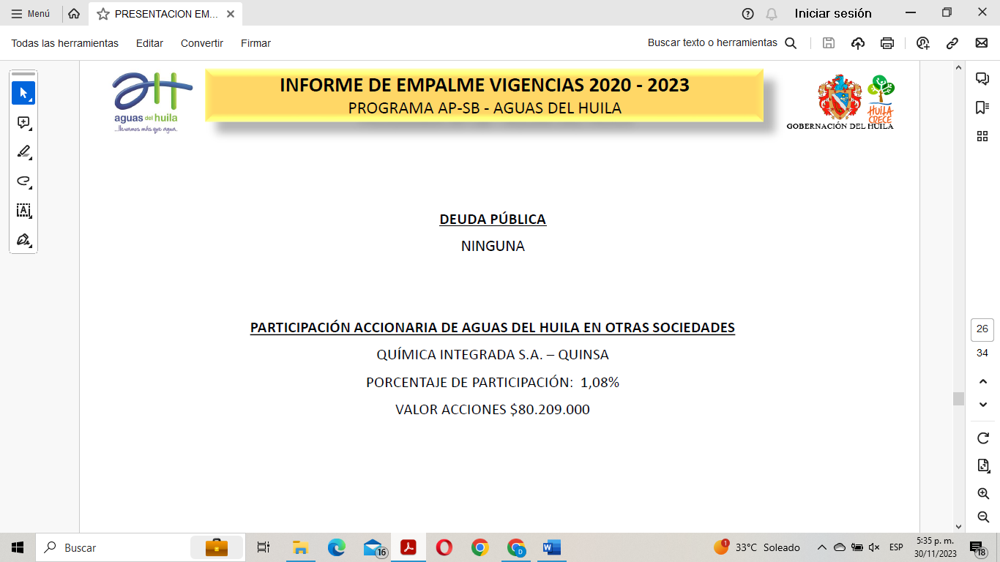 Menú
PRESENTACION EM...
Iniciar sesión
Todas las herramientas
Editar
Convertir
Firmar
Buscar texto o herramientas
aguas del huila
...llevamos más que agua.
INFORME DE EMPALME VIGENCIAS 2020 - 2023
PROGRAMA AP-SB - AGUAS DEL HUILA
HUILA
CRECE
GOBERNACIÓN DEL HUILA
DEUDA PÚBLICA
NINGUNA
PARTICIPACIÓN ACCIONARIA DE AGUAS DEL HUILA EN OTRAS SOCIEDADES
QUÍMICA INTEGRADA S.A. – QUINSA
PORCENTAJE DE PARTICIPACIÓN: 1,08%
VALOR ACCIONES $80.209.000
26
34
Buscar
16
D
1
33°C Soleado
ESP
5:35 p. m.
30/11/2023
18